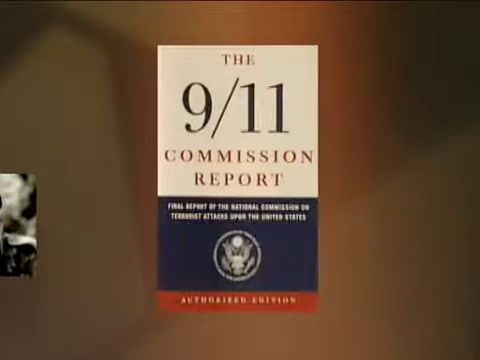 THE
9/11
COMMISSION
REPORT
FINAL REPORT OF THE NATIONAL COMMISSION ON
TERRORIST ATTACKS UPON THE UNITED STATES
AUTHORIZED EDITION